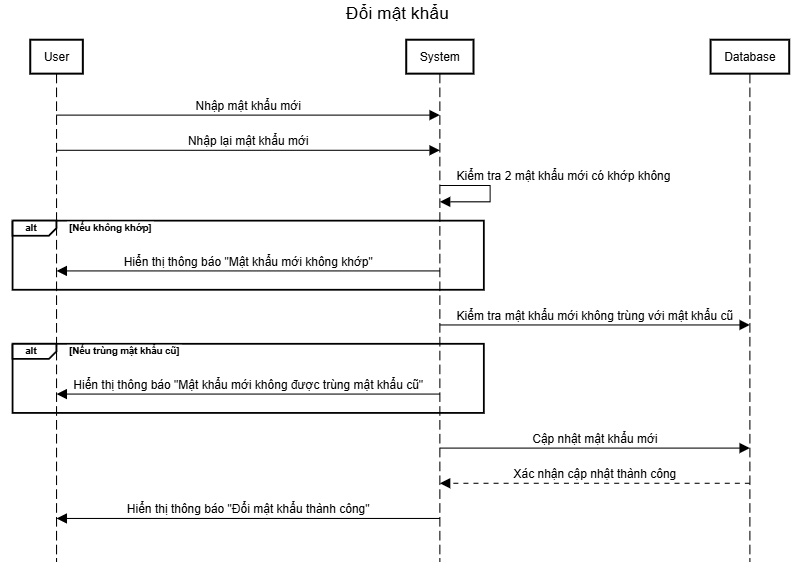 Đổi mật khẩu
User
System
Database
Nhập mật khẩu mới
Nhập lại mật khẩu mới
Kiểm tra 2 mật khẩu mới có khớp không
alt [Nếu không khớp]
Hiển thị thông báo "Mật khẩu mới không khớp"
Kiểm tra mật khẩu mới không trùng với mật khẩu cũ
alt [Nếu trùng mật khẩu cũ]
Hiển thị thông báo "Mật khẩu mới không được trùng mật khẩu cũ"
Cập nhật mật khẩu mới
Xác nhận cập nhật thành công
Hiển thị thông báo "Đổi mật khẩu thành công"